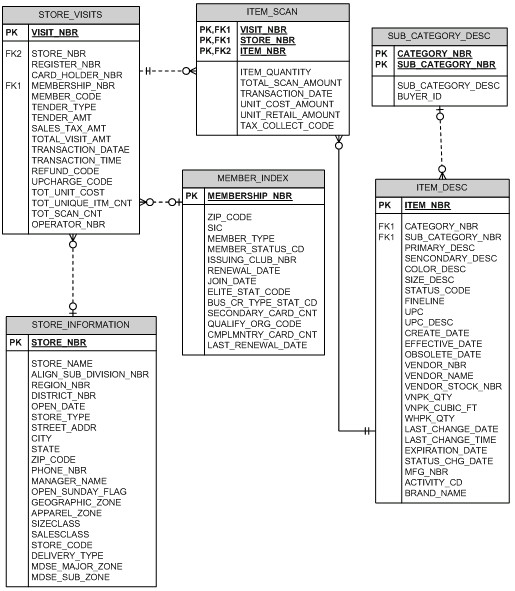 STORE_VISITS
PK VISIT_NBR
FK2 STORE_NBR
REGISTER_NBR
CARD_HOLDER_NBR
FK1 MEMBERSHIP_NBR
MEMBER_CODE
TENDER_TYPE
TENDER_AMT
SALES_TAX_AMT
TOTAL_VISIT_AMT
TRANSACTION_DATAE
TRANSACTION_TIME
REFUND_CODE
UPCHARGE_CODE
TOT_UNIT_COST
TOT_UNIQUE_ITM_CNT
TOT_SCAN_CNT
OPERATOR_NBR
ITEM_SCAN
PK,FK1 VISIT_NBR
PK,FK1 STORE_NBR
PK,FK2 ITEM_NBR
ITEM_QUANTITY
TOTAL_SCAN_AMOUNT
TRANSACTION_DATE
UNIT_COST_AMOUNT
UNIT_RETAIL_AMOUNT
TAX_COLLECT_CODE
SUB_CATEGORY_DESC
PK CATEGORY_NBR
PK SUB_CATEGORY_NBR
SUB_CATEGORY_DESC
BUYER_ID
MEMBER_INDEX
PK MEMBERSHIP_NBR
ZIP_CODE
SIC
MEMBER_TYPE
MEMBER_STATUS_CD
ISSUING_CLUB_NBR
RENEWAL_DATE
JOIN_DATE
ELITE_STAT_CODE
BUS_CR_TYPE_STAT_CD
SECONDARY_CARD_CNT
QUALIFY_ORG_CODE
CMPLMNTRY_CARD_CNT
LAST_RENEWAL_DATE
ITEM_DESC
PK ITEM_NBR
FK1 CATEGORY_NBR
FK1 SUB_CATEGORY_NBR
PRIMARY_DESC
SENCONDARY_DESC
COLOR_DESC
SIZE_DESC
STATUS_CODE
FINELINE
UPC
UPC_DESC
CREATE_DATE
EFFECTIVE_DATE
OBSOLETE_DATE
VENDOR_NBR
VENDOR_NAME
VENDOR_STOCK_NBR
VNPK_QTY
VNPK_CUBIC_FT
WHPK_QTY
LAST_CHANGE_DATE
LAST_CHANGE_TIME
EXPIRATION_DATE
STATUS_CHG_DATE
MFG_NBR
ACTIVITY_CD
BRAND_NAME
STORE_INFORMATION
PK STORE_NBR
STORE_NAME
ALIGN_SUB_DIVISION_NBR
REGION_NBR
DISTRICT_NBR
OPEN_DATE
STORE_TYPE
STREET_ADDR
CITY
STATE
ZIP_CODE
PHONE_NBR
MANAGER_NAME
OPEN_SUNDAY_FLAG
GEOGRAPHIC_ZONE
APPAREL_ZONE
SIZECLASS
SALESCLASS
STORE_CODE
DELIVERY_TYPE
MDSE_MAJOR_ZONE
MDSE_SUB_ZONE